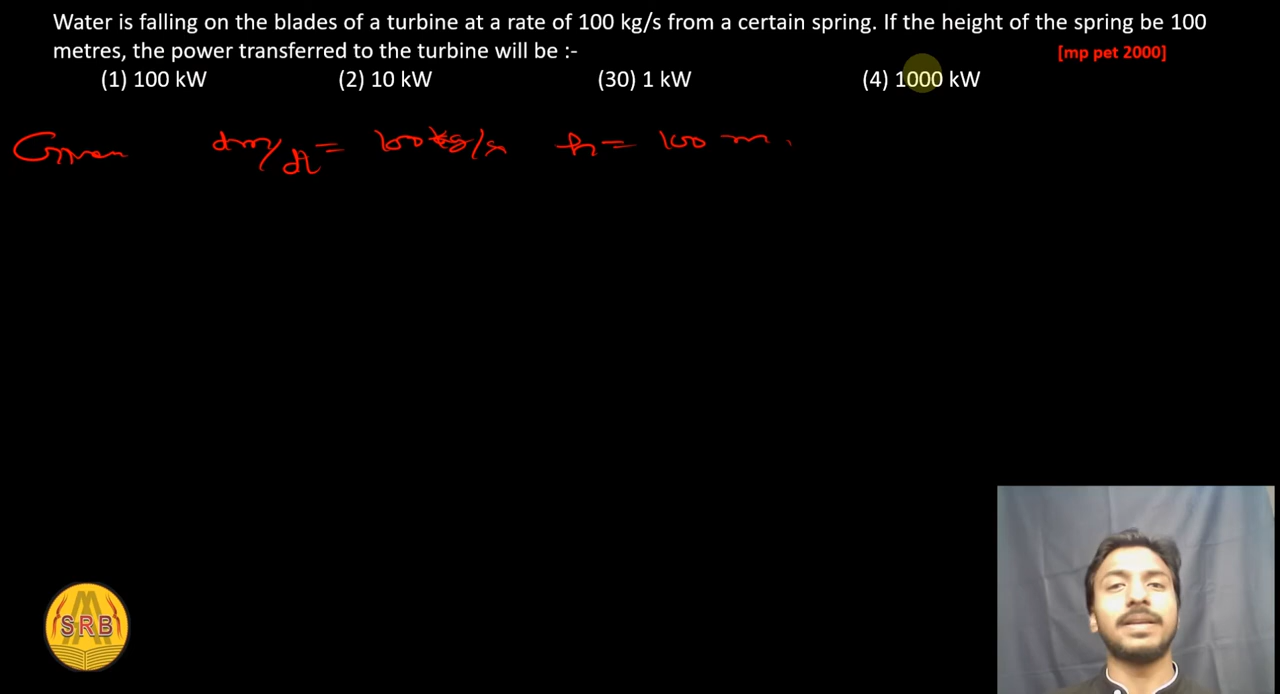 Water is falling on the blades of a turbine at a rate of 100 kg/s from a certain spring. If the height of the spring be 100
metres, the power transferred to the turbine will be :-
[mp pet 2000]
(1) 100 kW (2) 10 kW (30) 1 kW (4) 1000 kW
Given dm/dt = 100 kg/s h = 100 m.
SRB